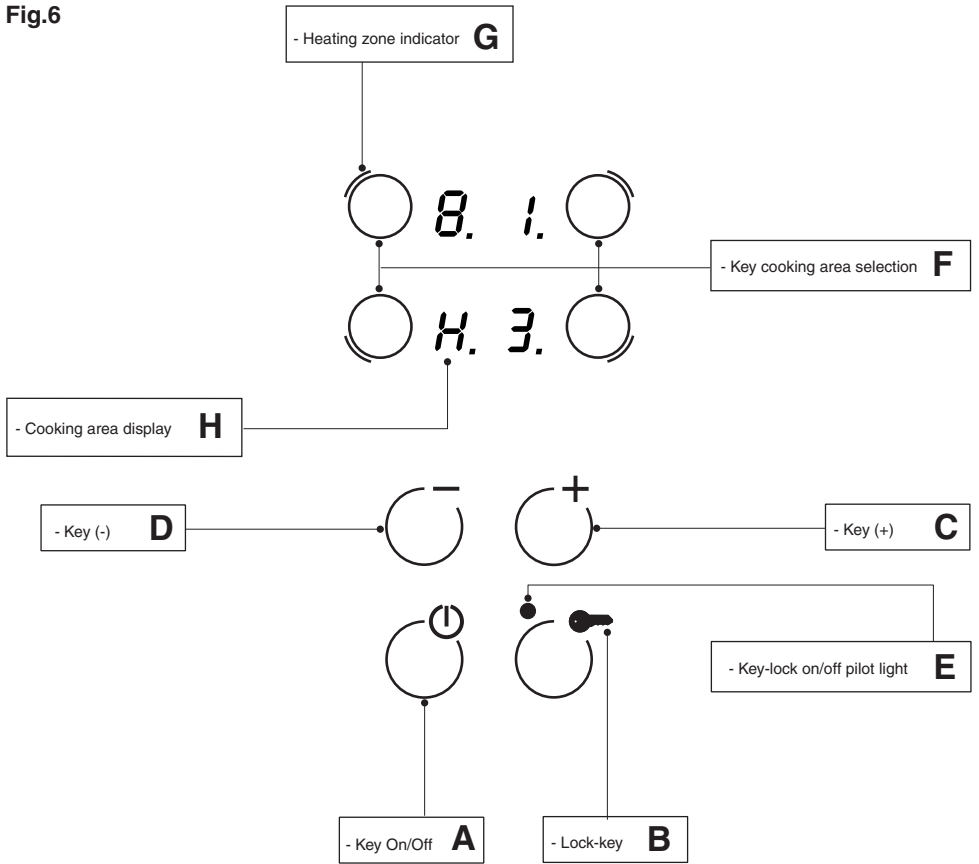 Fig.6
- Heating zone indicator G
8. 1.
- Key cooking area selection F
H. 3.
- Cooking area display H
- Key (-) D
- Key (+) C
- Key-lock on/off pilot light E
- Key On/Off A
- Lock-key B